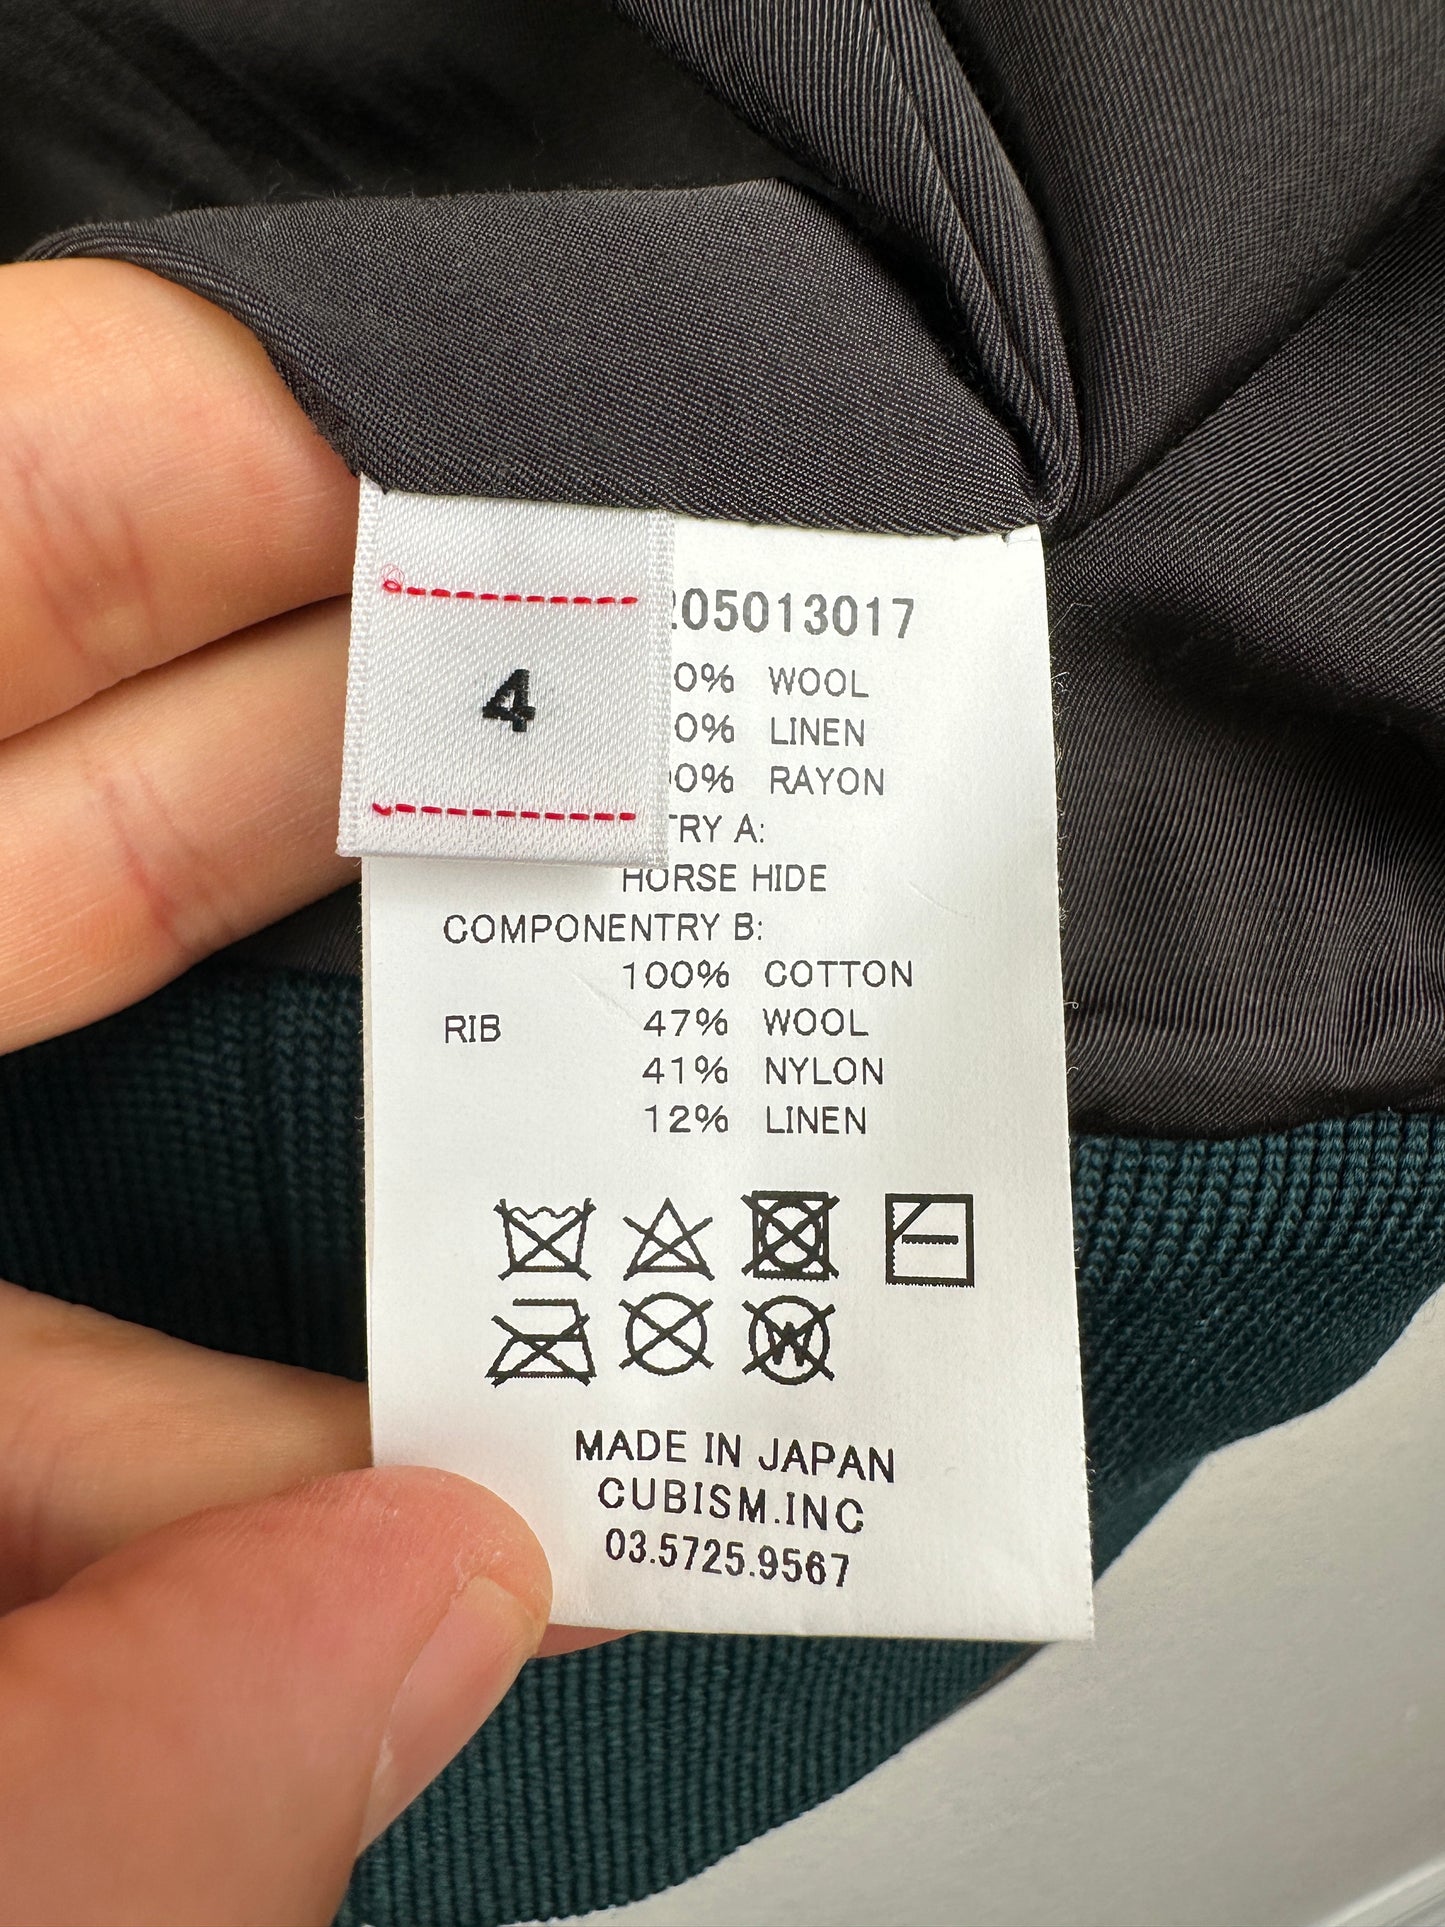 4
205013017
0% WOOL
0% LINEN
00% RAYON
TRY A:
HORSE HIDE
COMPONENTRY B:
100% COTTON
RIB 47% WOOL
41% NYLON
12% LINEN
W
MADE IN JAPAN
CUBISM.INC
03.5725.9567